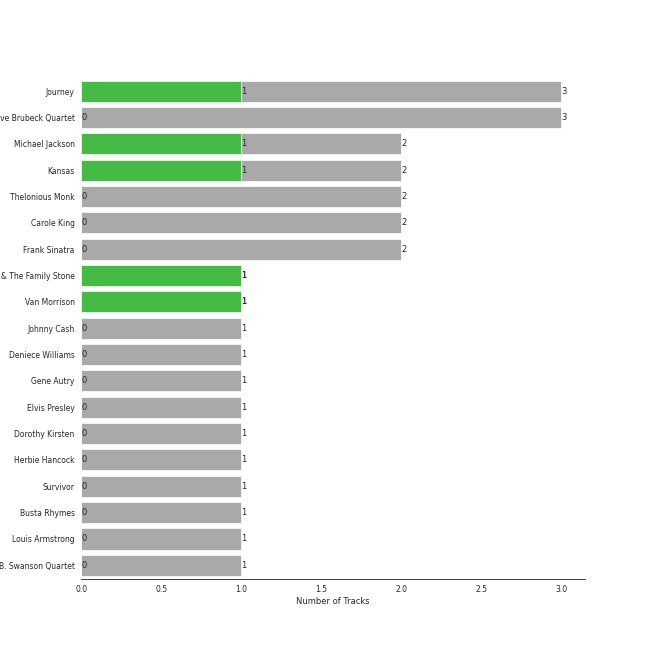 Journey 1 3
ve Brubeck Quartet 0 3
Michael Jackson 1 2
Kansas 1 2
Thelonious Monk 0 2
Carole King 0 2
Frank Sinatra 0 2
& The Family Stone 1
Van Morrison 1
Johnny Cash 0 1
Deniece Williams 0 1
Gene Autry 0 1
Elvis Presley 0 1
Dorothy Kirsten 0 1
Herbie Hancock 0 1
Survivor 0 1
Busta Rhymes 0 1
Louis Armstrong 0 1
B. Swanson Quartet 0 1
0.0 0.5 1.0 1.5 2.0 2.5 3.0
Number of Tracks